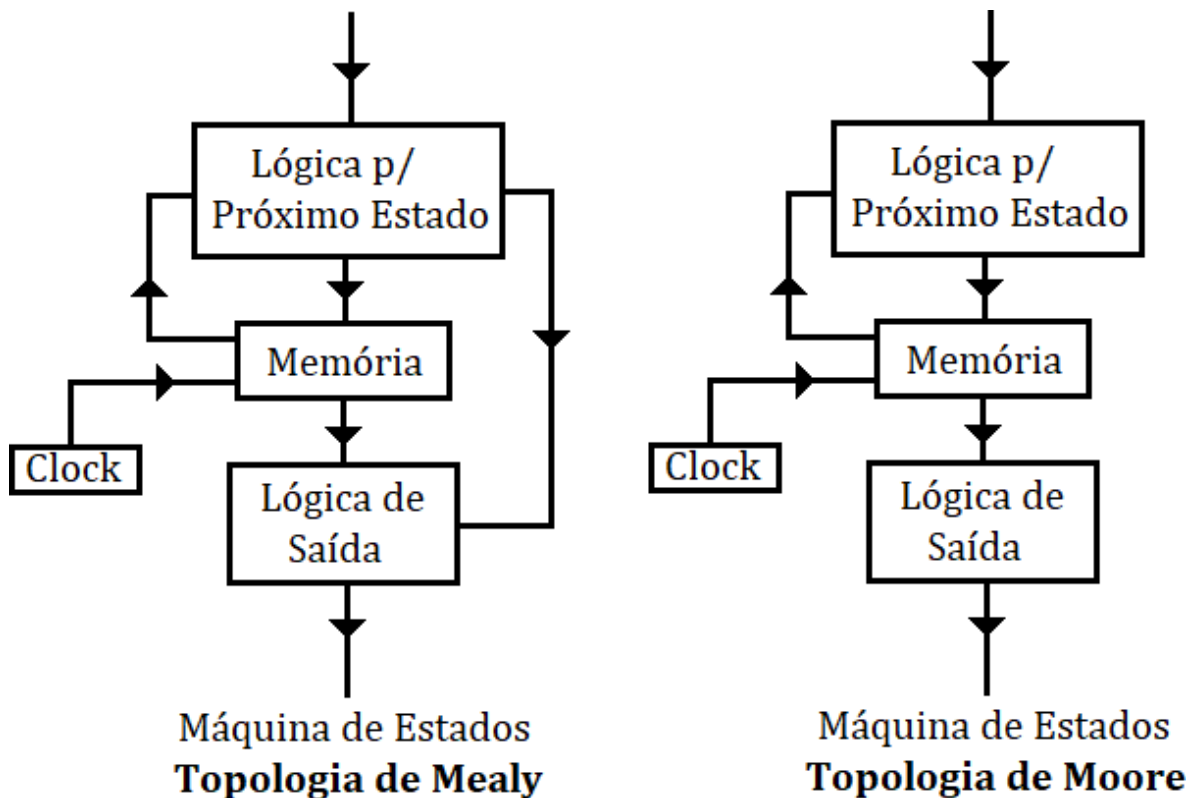 Lógica p/
Próximo Estado
Memória
Clock
Lógica de
Saída
Máquina de Estados
Topologia de Mealy
Lógica p/
Próximo Estado
Memória
Clock
Lógica de
Saída
Máquina de Estados
Topologia de Moore